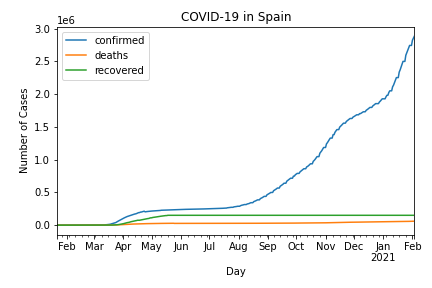 COVID-19 in Spain
1e6
confirmed
deaths
recovered
3.0
2.5
2.0
1.5
1.0
0.5
0.0
Number of Cases
Feb Mar Apr May Jun Jul Aug Sep Oct Nov Dec Jan Feb
2021
Day